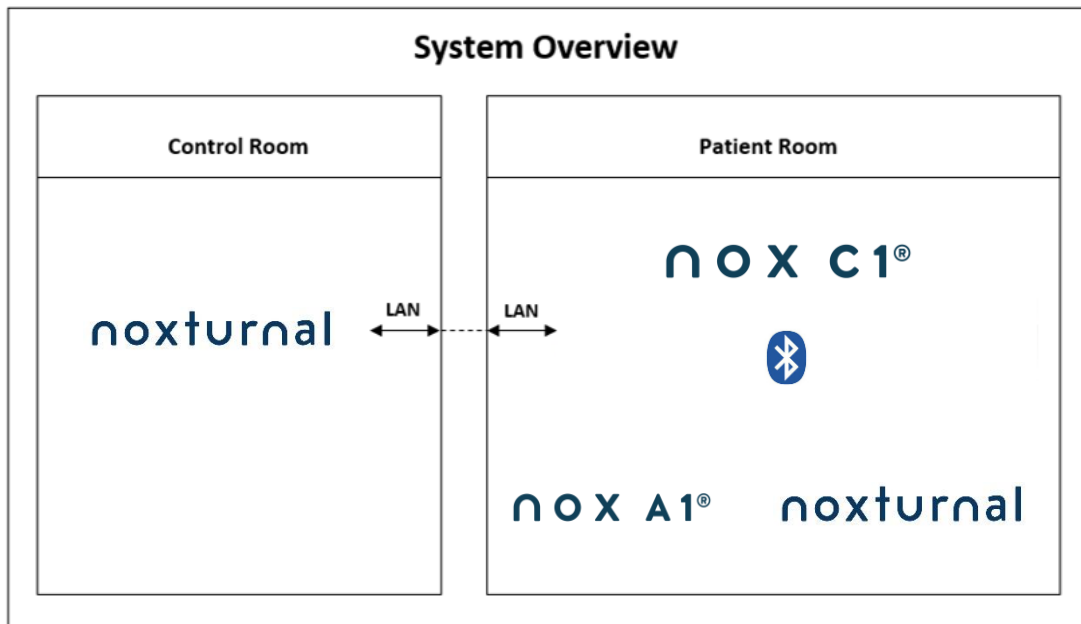 System Overview
Control Room
noxturnal
LAN
LAN
Patient Room
nox C1®
nox A1®
noxturnal